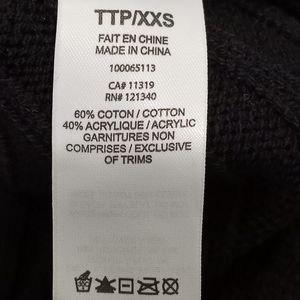 TTP/XXS
FAIT EN CHINE
MADE IN CHINA
100065113
CA# 11319
RN# 121340
60% COTON / COTTON
40% ACRYLIQUE / ACRYLIC
GARNITURES NON
COMPRISES / EXCLUSIVE
OF TRIMS